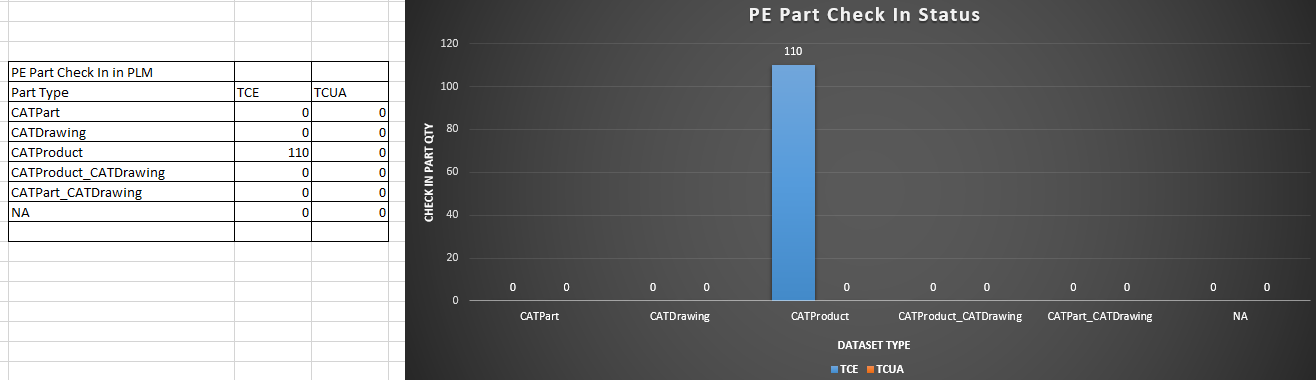 PE Part Check In in PLM
Part Type TCE TCUA
CATPart 0 0
CATDrawing 0 0
CATProduct 110 0
CATProduct_CATDrawing 0 0
CATPart_CATDrawing 0 0
NA 0 0
PE Part Check In Status
CHECK IN PART QTY
120
100
80
60
40
20
0
110
0 0 0 0 0 0 0 0 0 0 0
CATPart CATDrawing CATProduct CATProduct_CATDrawing CATPart_CATDrawing NA
DATASET TYPE
TCE TCUA